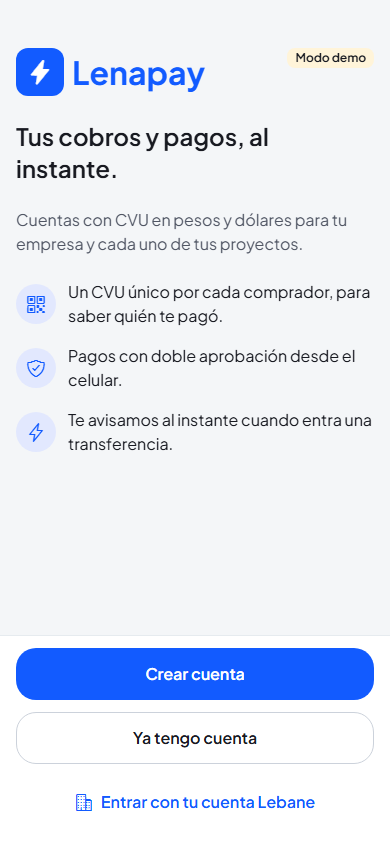 Lenapay
Modo demo
Tus cobros y pagos, al
instante.
Cuentas con CVU en pesos y dólares para tu
empresa y cada uno de tus proyectos.
Un CVU único por cada comprador, para
saber quién te pagó.
Pagos con doble aprobación desde el
celular.
Te avisamos al instante cuando entra una
transferencia.
Crear cuenta
Ya tengo cuenta
Entrar con tu cuenta Lebane